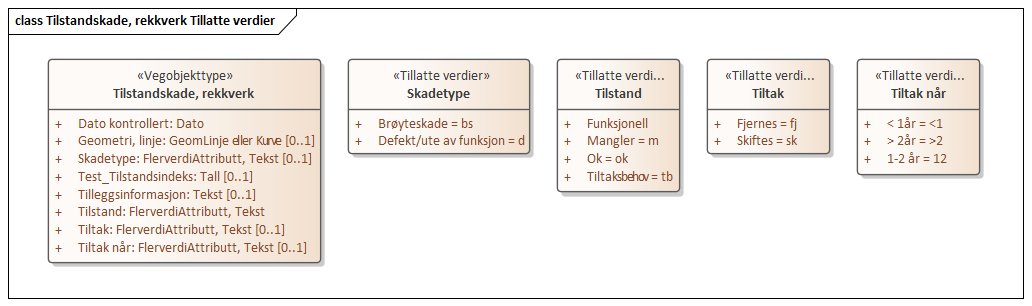 class Tilstandskade, rekkverk Tillatte verdier
«Vegobjekttype»
Tilstandskade, rekkverk
+ Dato kontrollert: Dato
+ Geometri, linje: GeomLinje eller Kurve [0..1]
+ Skadetype: FlerverdiAttributt, Tekst [0..1]
+ Test_Tilstandsindeks: Tall [0..1]
+ Tilleggsinformasjon: Tekst [0..1]
+ Tilstand: FlerverdiAttributt, Tekst
+ Tiltak: FlerverdiAttributt, Tekst [0..1]
+ Tiltak når: FlerverdiAttributt, Tekst [0..1]
«Tillatte verdier»
Skadetype
+ Brøyteskade = bs
+ Defekt/ute av funksjon = d
«Tillatte verdi...
Tilstand
+ Funksjonell
+ Mangler = m
+ Ok = ok
+ Tiltaksbehov = tb
«Tillatte verdi...
Tiltak
+ Fjernes = fj
+ Skiftes = sk
«Tillatte verdi...
Tiltak når
+ < 1år = <1
+ > 2år = >2
+ 1-2 år = 12